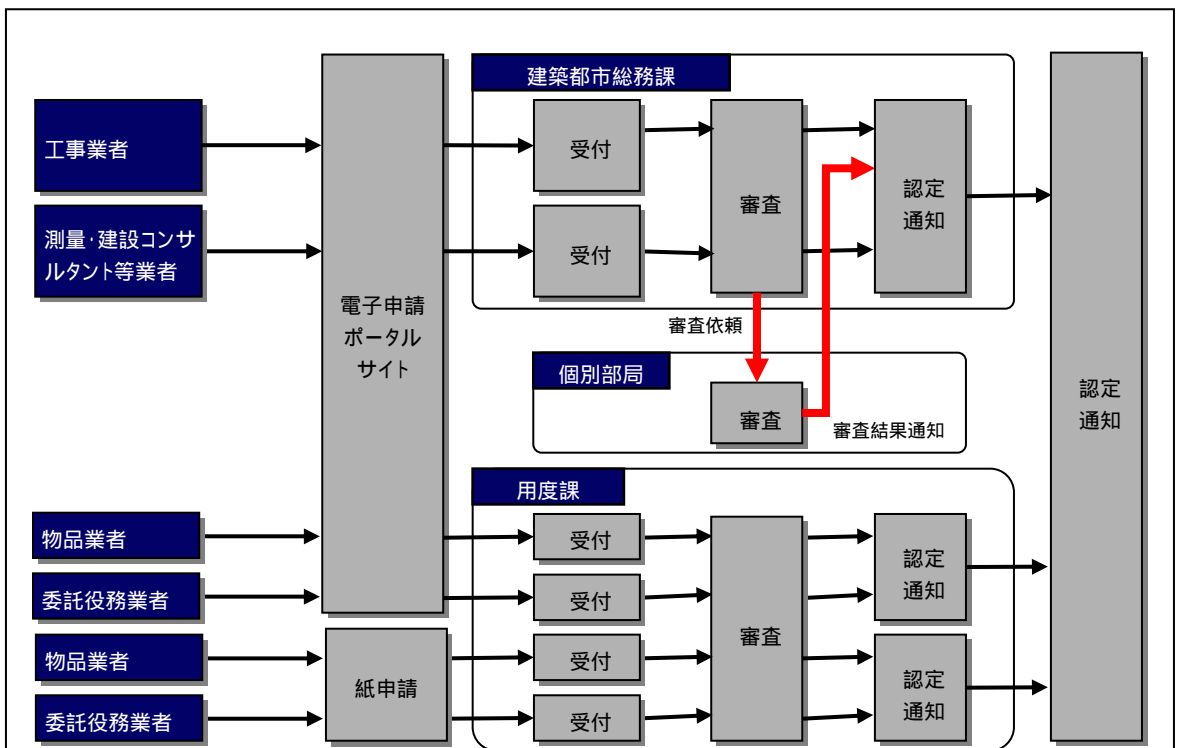 建築都市総務課
工事業者
受付
審査
認定
通知
測量・建設コンサ
ルタント等業者
受付
電子申請
ポータル
サイト
審査依頼
個別部局
審査
審査結果通知
認定
通知
用度課
物品業者
受付
認定
通知
委託役務業者
受付
審査
物品業者
受付
認定
通知
紙申請
委託役務業者
受付